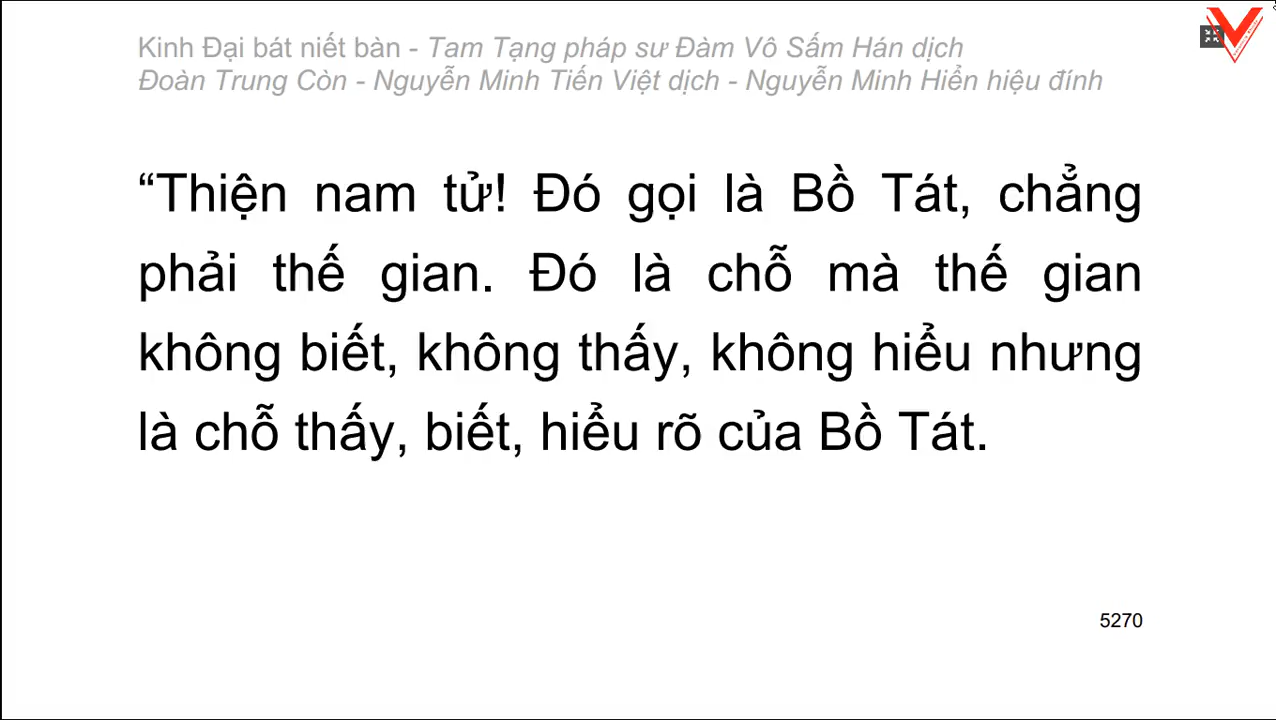 Kinh Đại bát niết bàn - Tam Tạng pháp sư Đàm Vô Sấm Hán dịch
Đoàn Trung Còn - Nguyễn Minh Tiến Việt dịch - Nguyễn Minh Hiển hiệu đính
“Thiện nam tử! Đó gọi là Bồ Tát, chẳng
phải thế gian. Đó là chỗ mà thế gian
không biết, không thấy, không hiểu nhưng
là chỗ thấy, biết, hiểu rõ của Bồ Tát.
5270